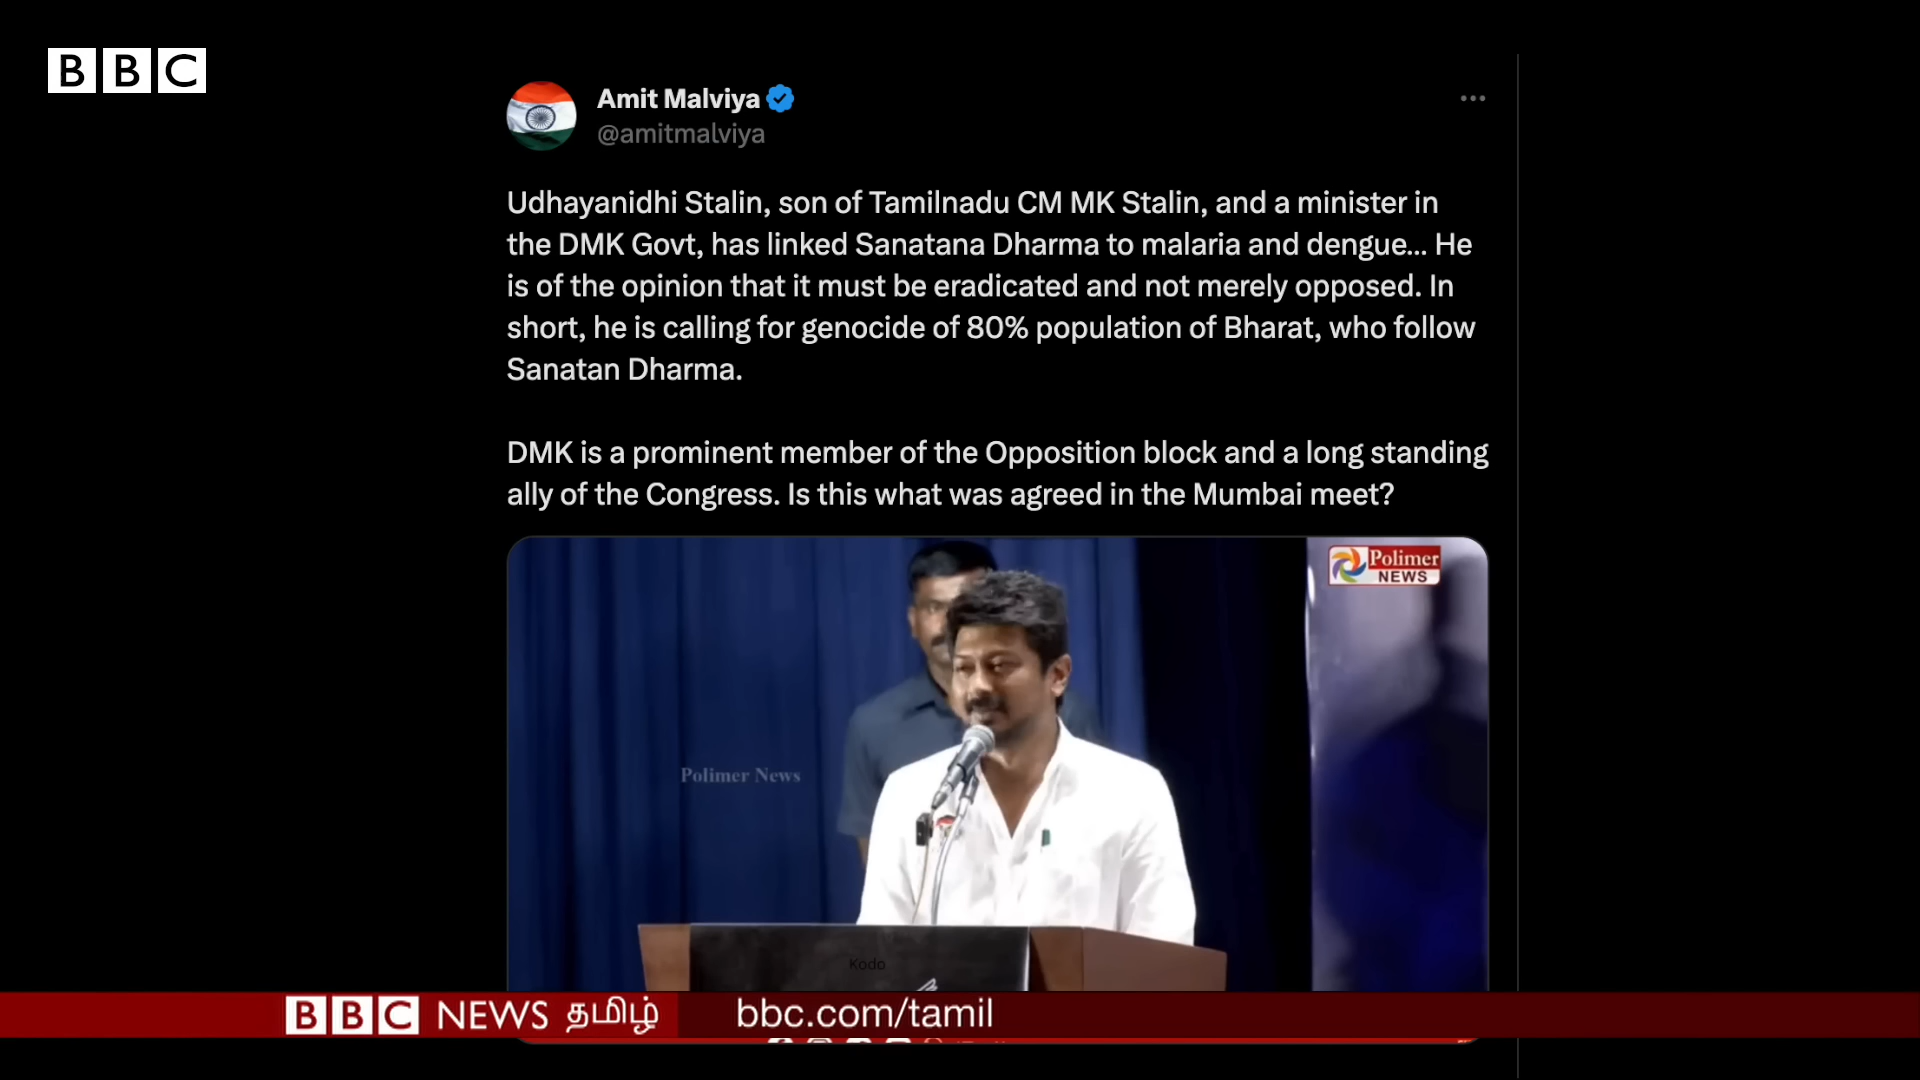 BBC
Amit Malviya
@amitmalviya
Udhayanidhi Stalin, son of Tamilnadu CM MK Stalin, and a minister in
the DMK Govt, has linked Sanatana Dharma to malaria and dengue... He
is of the opinion that it must be eradicated and not merely opposed. In
short, he is calling for genocide of 80% population of Bharat, who follow
Sanatan Dharma.
DMK is a prominent member of the Opposition block and a long standing
ally of the Congress. Is this what was agreed in the Mumbai meet?
Polimer
NEWS
Polimer News
Kodo
BBC NEWS தமிழ் bbc.com/tamil